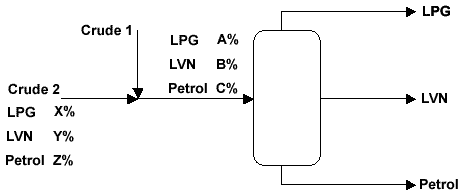 LPG
Crude 1
LPG A%
LVN B%
Petrol C%
Crude 2
LPG X%
LVN Y%
Petrol Z%
LVN
Petrol